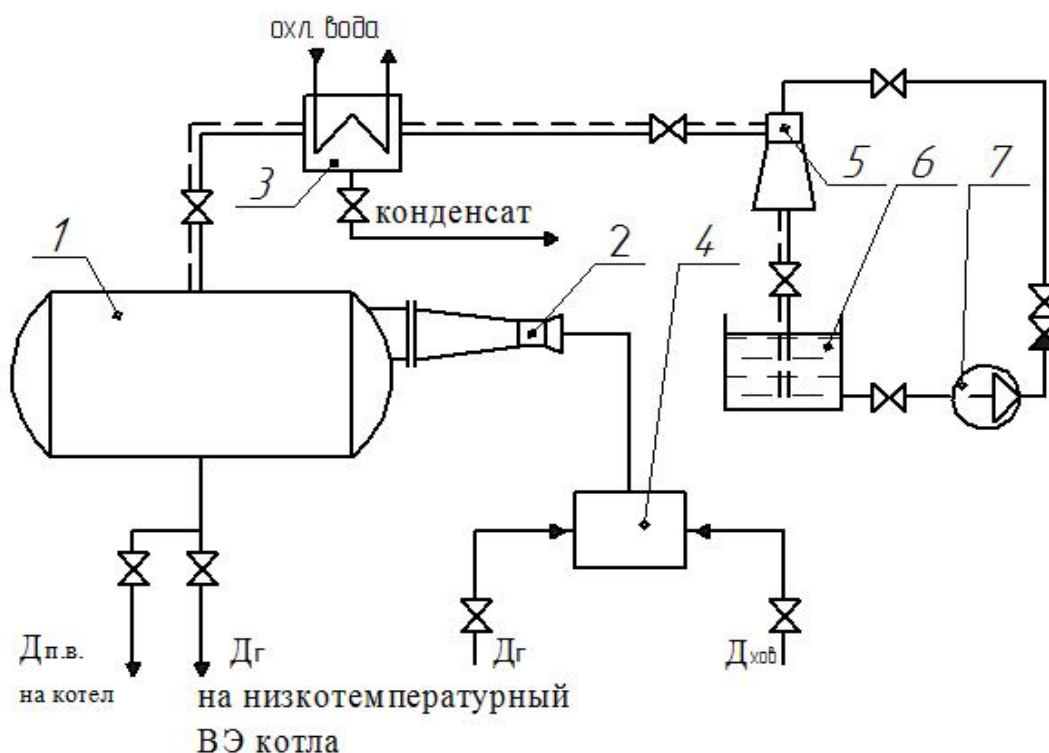 охл. вода
3
5 6 7
конденсат
1
2 4
Дп.в.
на котел
Дг
на низкотемпературный
ВЭ котла
Дг
Дхов